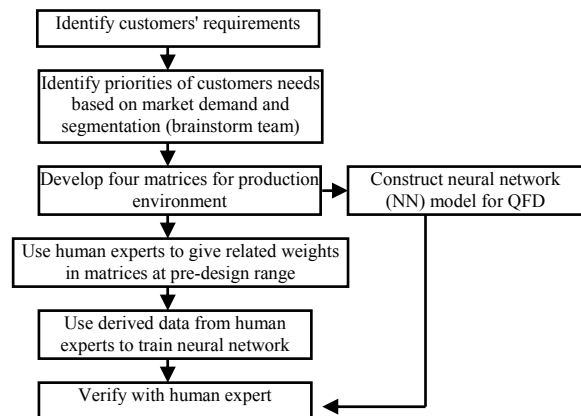 Identify customers' requirements
Identify priorities of customers needs
based on market demand and
segmentation (brainstorm team)
Develop four matrices for production
environment
Construct neural network
(NN) model for QFD
Use human experts to give related weights
in matrices at pre-design range
Use derived data from human
experts to train neural network
Verify with human expert